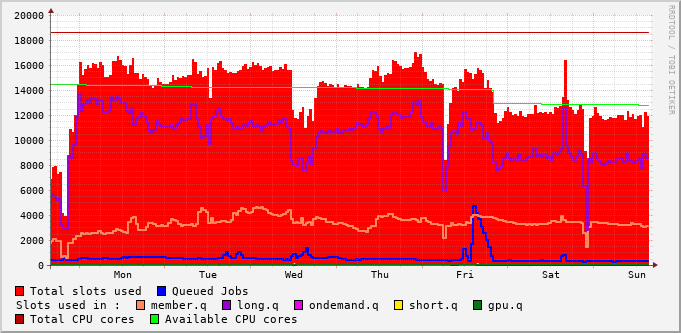 20000
18000
16000
14000
12000
10000
8000
6000
4000
2000
0
Mon Tue Wed Thu Fri Sat Sun
RRDTOOL / TOBI OETIKER
Total slots used Queued Jobs
Slots used in : member.q long.q ondemand.q short.q gpu.q
Total CPU cores Available CPU cores